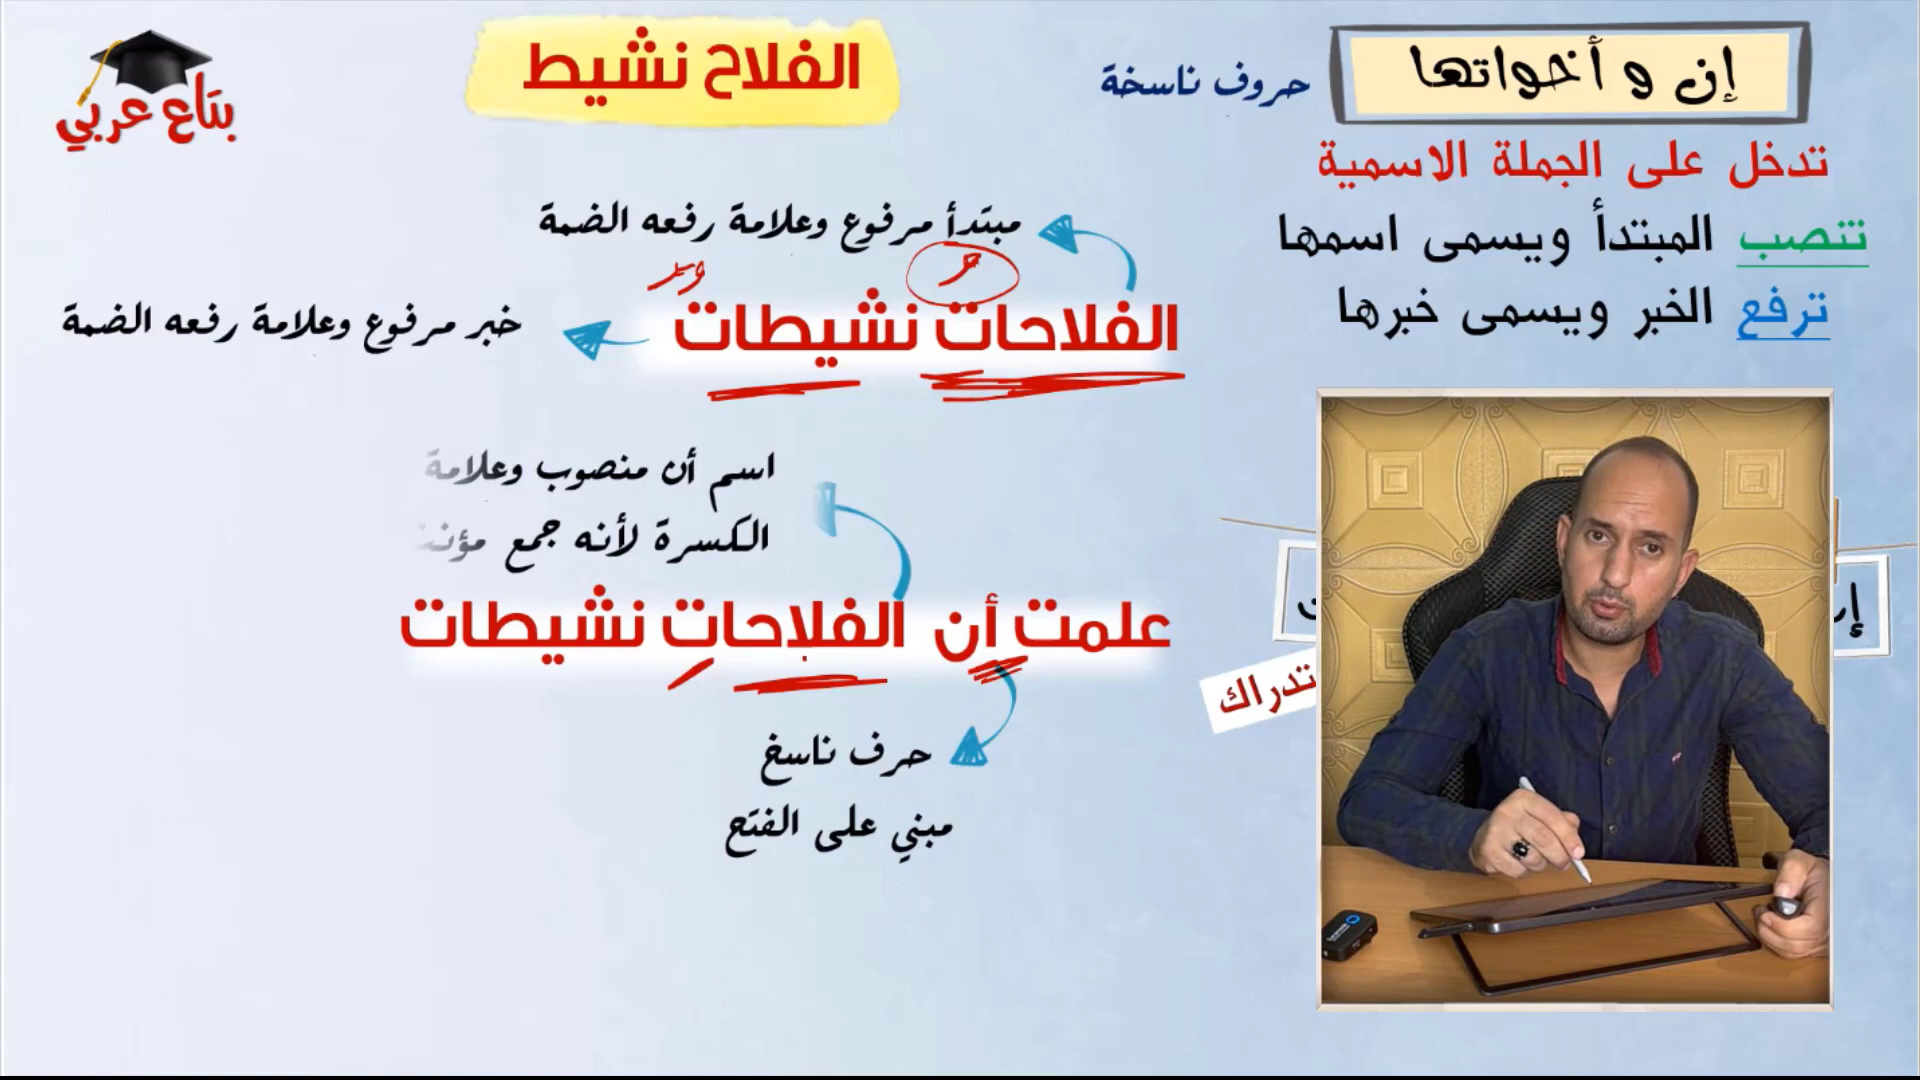 إن و أخواتها
حروف ناسخة
الفلاح نشيط
بتاع عربي
تدخل على الجملة الاسمية
تنصب المبتدأ ويسمى اسمها
ترفع الخبر ويسمى خبرها
مبتدأ مرفوع وعلامة رفعه الضمة
الفلاحات نشيطات
خبر مرفوع وعلامة رفعه الضمة
اسم أن منصوب وعلامة
الكسرة لأنه جمع مؤنث
علمت أن الفلاحاتِ نشيطات
حرف ناسخ
مبني على الفتح
تدراك